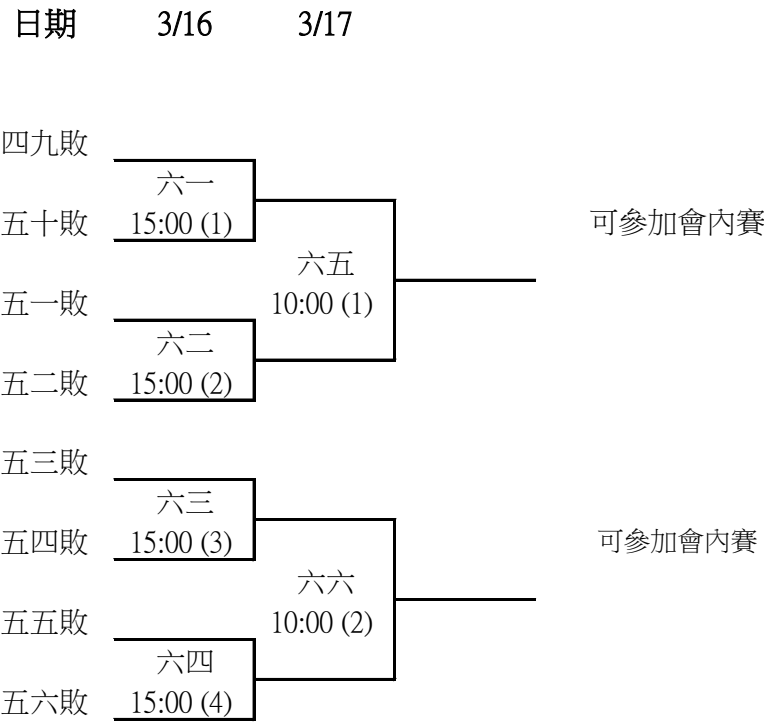 日期 3/16 3/17
四九敗
六一
五十敗 15:00 (1) 可參加會內賽
六五
五一敗 10:00 (1)
六二
五二敗 15:00 (2)
五三敗
六三
五四敗 15:00 (3) 可參加會內賽
六六
五五敗 10:00 (2)
六四
五六敗 15:00 (4)